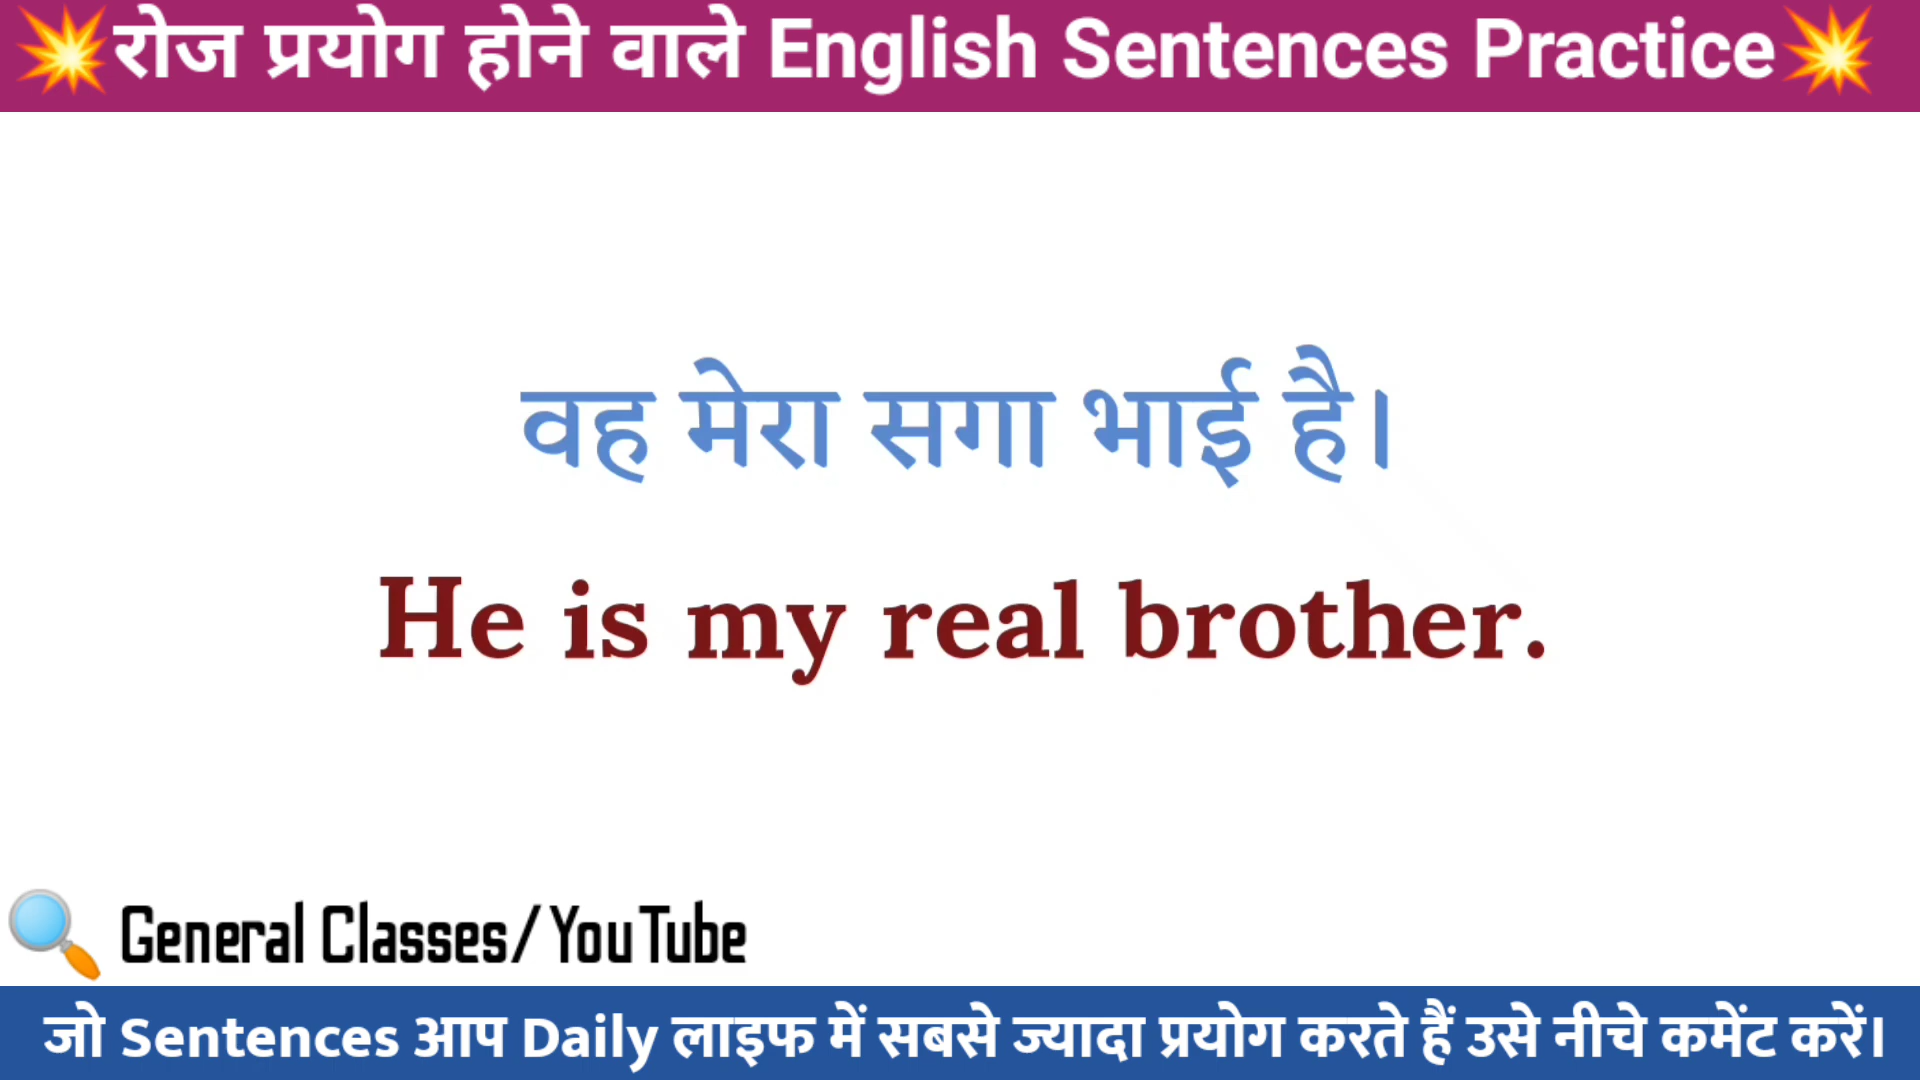 रोज प्रयोग होने वाले English Sentences Practice
वह मेरा सगा भाई है।
He is my real brother.
General Classes/YouTube
जो Sentences आप Daily लाइफ में सबसे ज्यादा प्रयोग करते हैं उसे नीचे कमेंट करें।